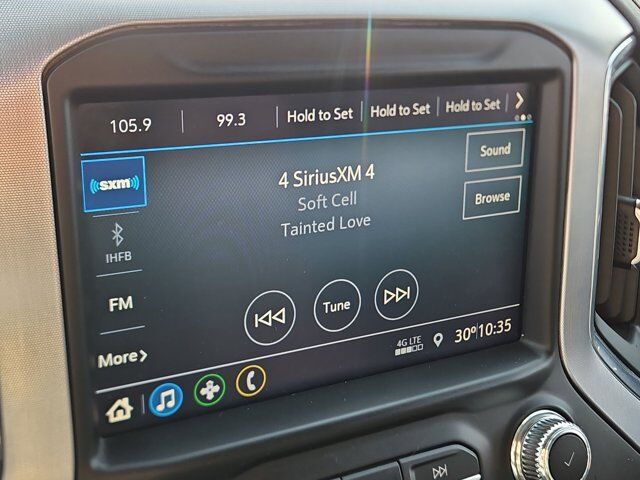 105.9 99.3 Hold to Set Hold to Set Hold to Set
sxm
4 SiriusXM 4
Sound
Soft Cell
Browse
Tainted Love
IHFB
FM
Tune
More
4G LTE
30° 10:35